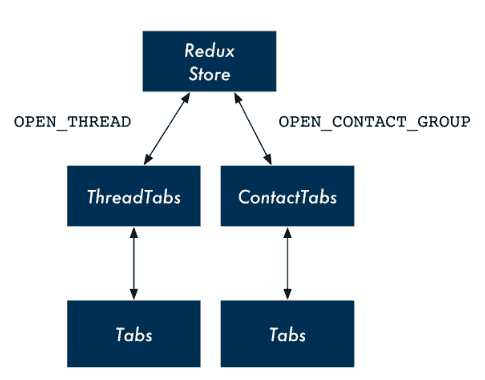 Redux
Store
OPEN_THREAD
OPEN_CONTACT_GROUP
ThreadTabs
ContactTabs
Tabs
Tabs